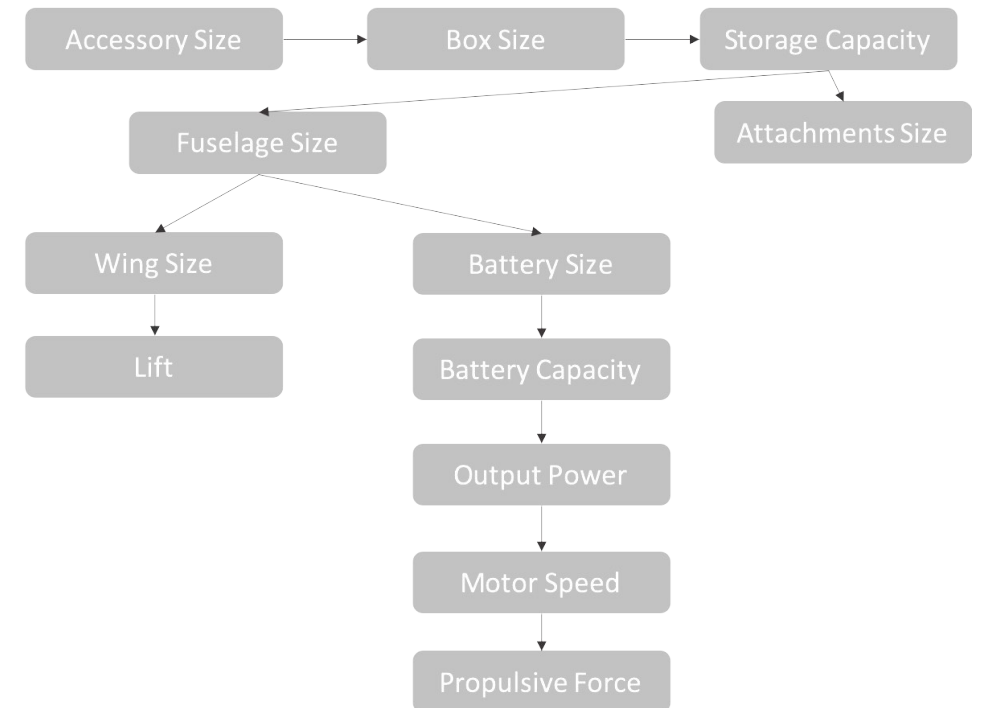 Accessory Size
Box Size
Storage Capacity
Fuselage Size
Attachments Size
Wing Size
Battery Size
Lift
Battery Capacity
Output Power
Motor Speed
Propulsive Force